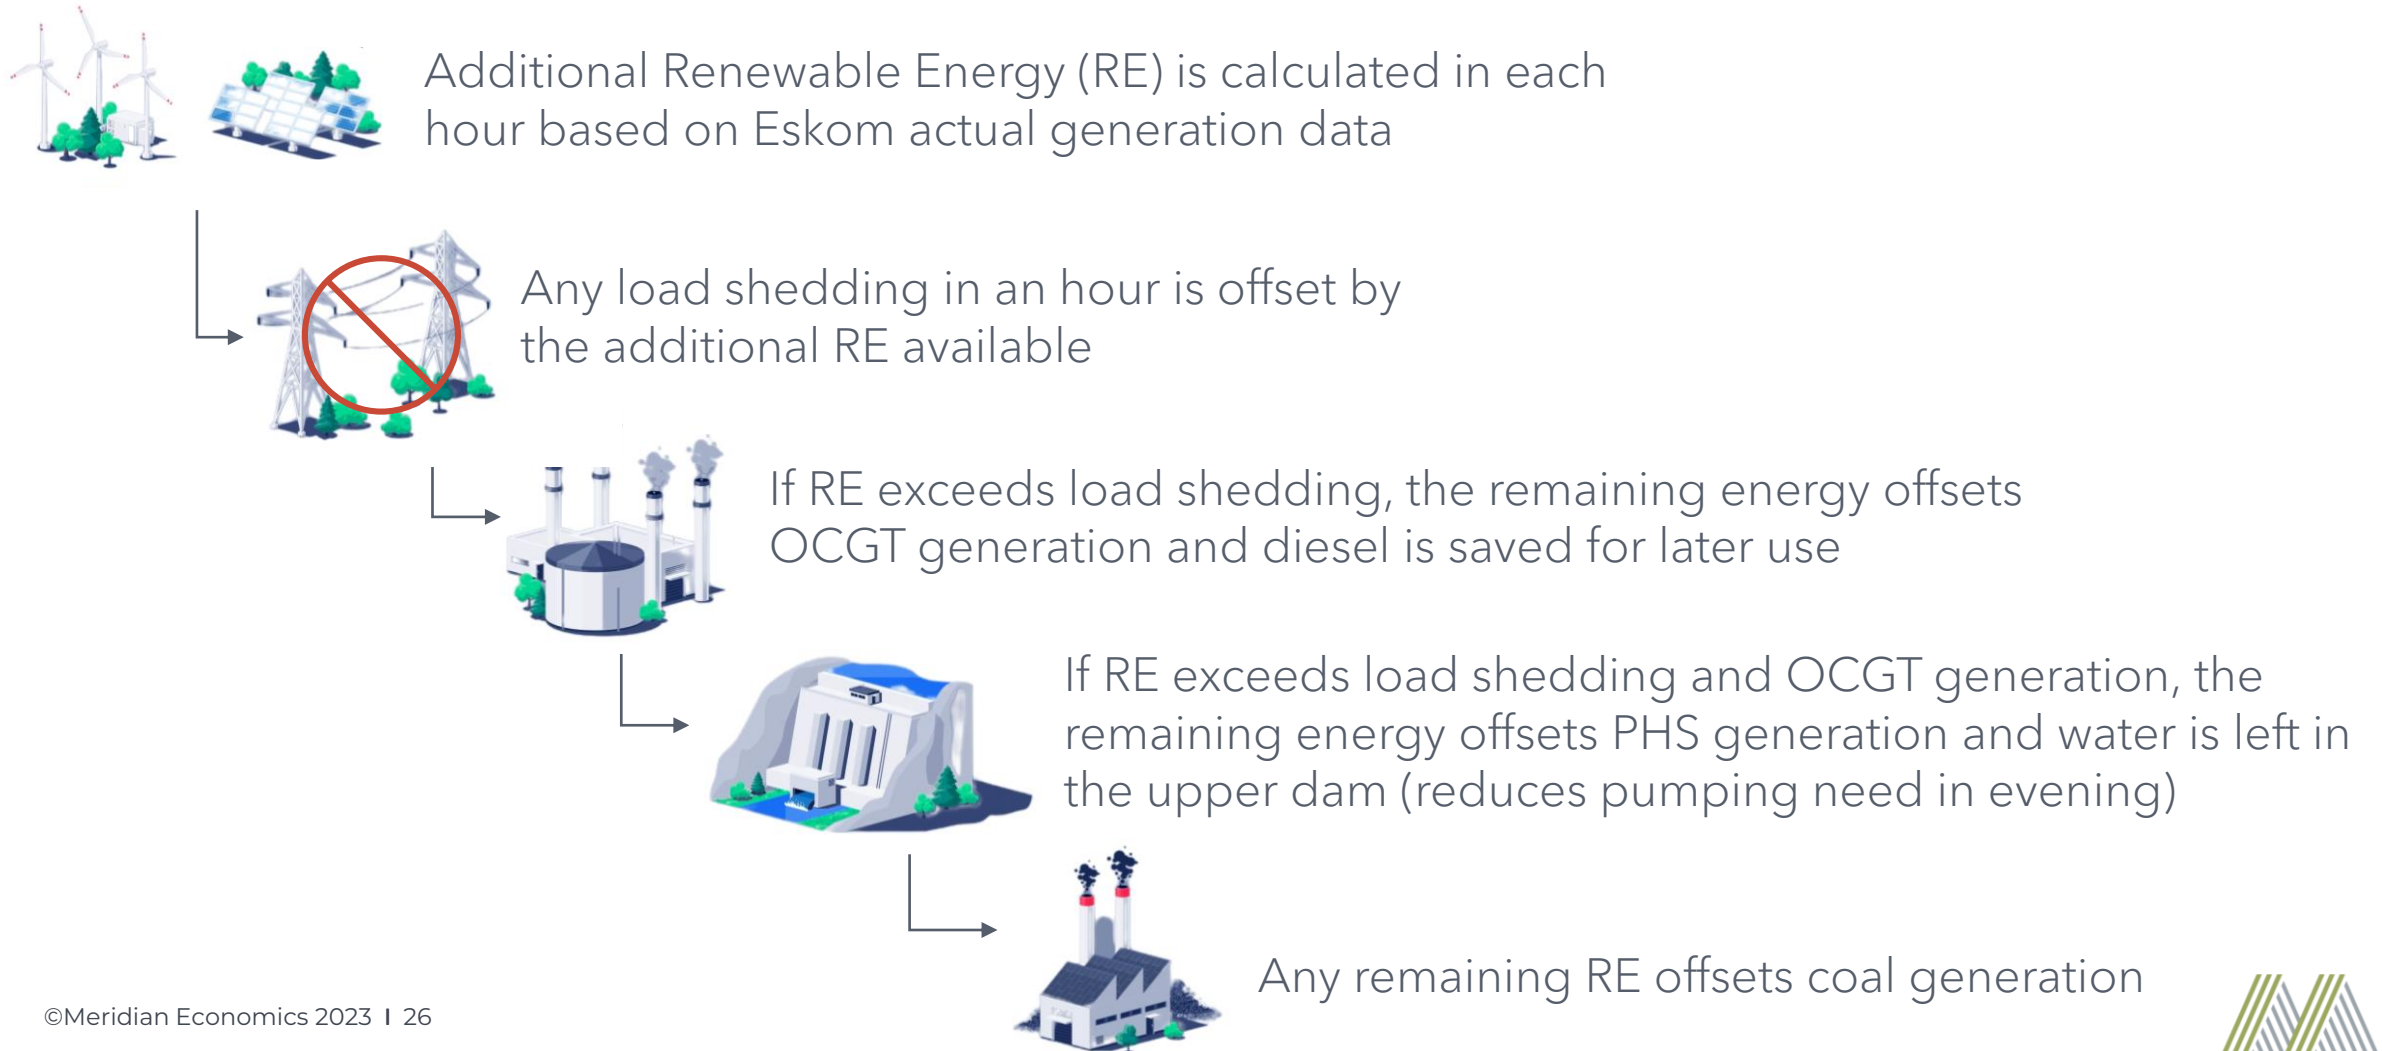 Additional Renewable Energy (RE) is calculated in each
hour based on Eskom actual generation data
Any load shedding in an hour is offset by
the additional RE available
If RE exceeds load shedding, the remaining energy offsets
OCGT generation and diesel is saved for later use
If RE exceeds load shedding and OCGT generation, the
remaining energy offsets PHS generation and water is left in
the upper dam (reduces pumping need in evening)
Any remaining RE offsets coal generation
©Meridian Economics 2023 I 26